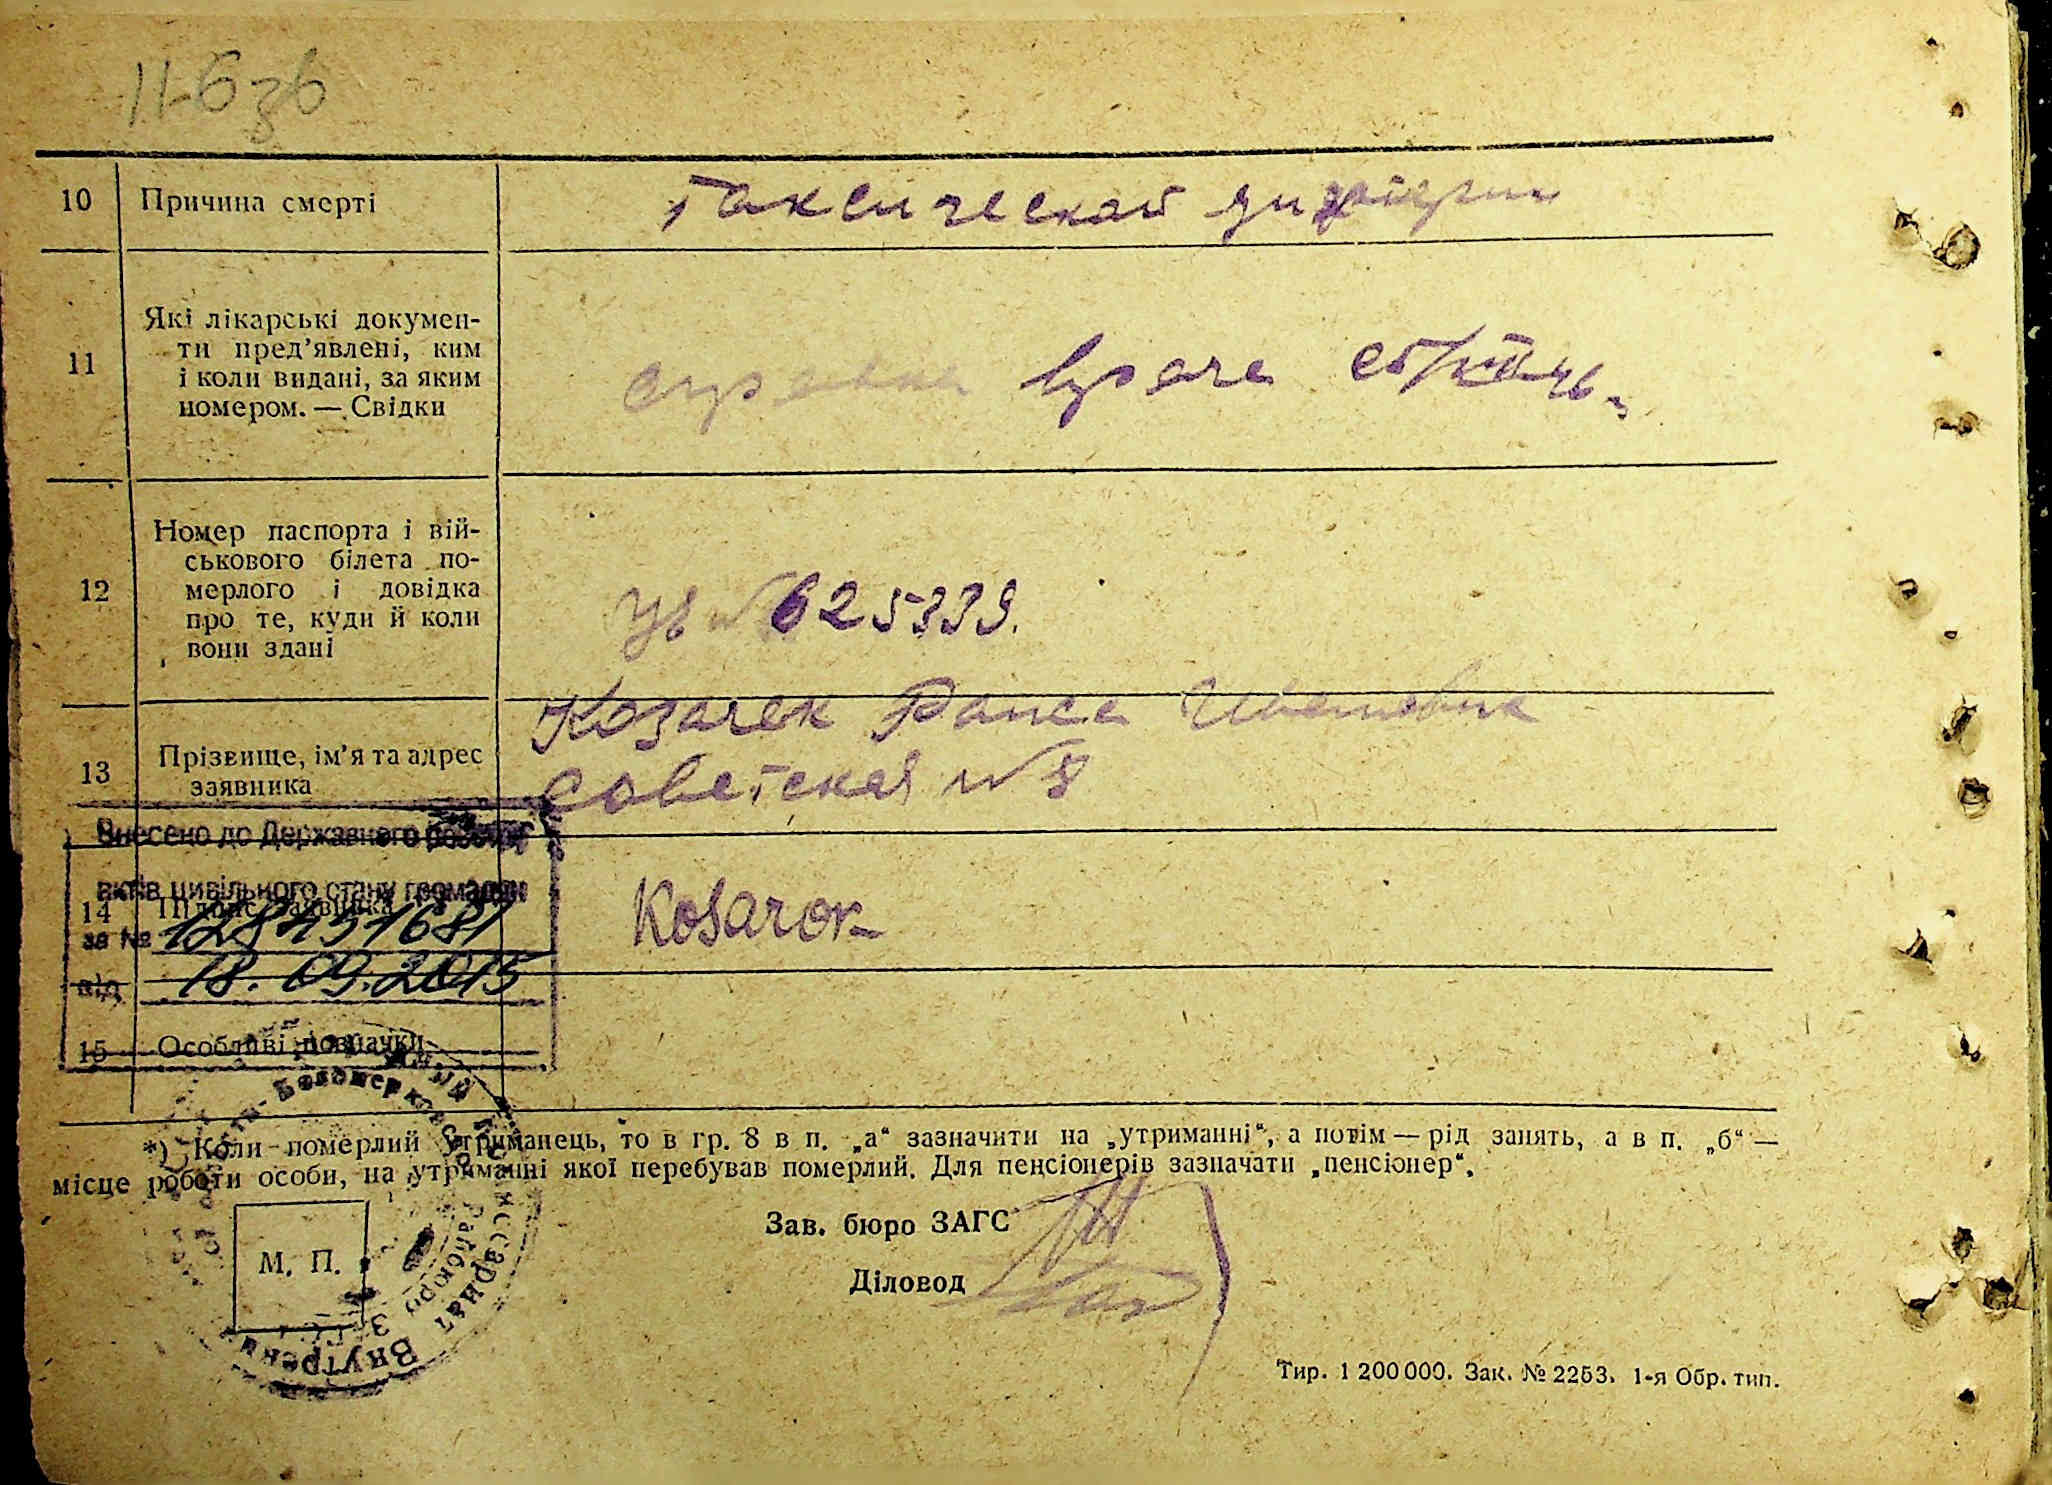 10 Причина смерті
токсическая
11 Які лікарські докумен-
ти пред’явлені, ким
і коли видані, за яким
номером. — Свідки
справка врача
12 Номер паспорта і вій-
ськового білета по-
мерлого і довідка
про те, куди й коли
вони здані
№ 625339.
13 Прізвище, ім’я та адрес
заявника
Козачек Раиса Ивановна
Советская № 8
Внесено до Державного
актів цивільного стану громадян
14 Підпис заявника
Козачок
за № 128131681
від 18.09.2015
15 Особливі позначки
*) Коли померлий утриманець, то в гр. 8 в п. „а“ зазначити на „утриманні“, а потім — рід занять, а в п. „б“ —
місце роботи особи, на утриманні якої перебував померлий. Для пенсіонерів зазначати „пенсіонер“.
Зав. бюро ЗАГС
Діловод
М. П.
Тир. 1 200 000. Зак. № 2253. 1-я Обр. тип.